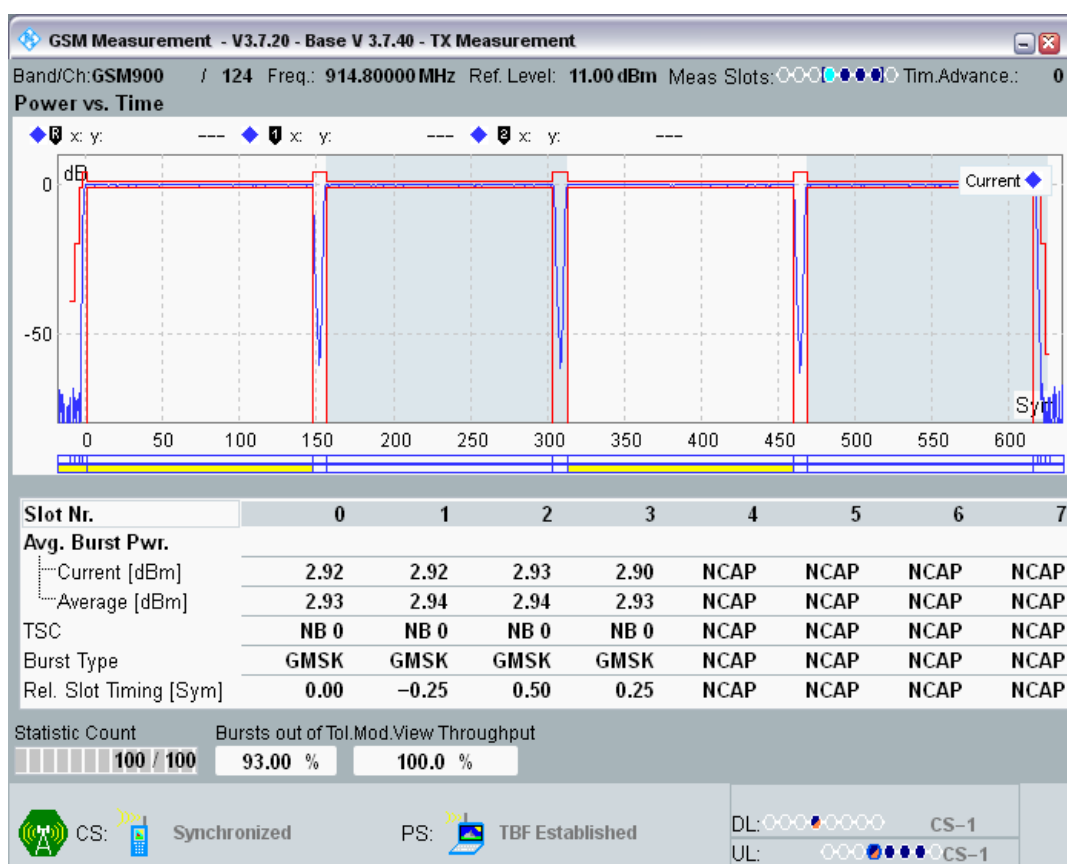 GSM Measurement - V3.7.20 - Base V 3.7.40 - TX Measurement
Band/Ch:GSM900 / 124 Freq.: 914.80000 MHz Ref. Level: 11.00 dBm Meas Slots: Tim.Advance.: 0
Power vs. Time
R x: y: --- 1 x: y: --- 2 x: y: ---
dB
0
Current
-50
Sym
0 50 100 150 200 250 300 350 400 450 500 550 600
Slot Nr. 0 1 2 3 4 5 6 7
Avg. Burst Pwr.
Current [dBm] 2.92 2.92 2.93 2.90 NCAP NCAP NCAP NCAP
Average [dBm] 2.93 2.94 2.94 2.93 NCAP NCAP NCAP NCAP
TSC NB 0 NB 0 NB 0 NB 0 NCAP NCAP NCAP NCAP
Burst Type GMSK GMSK GMSK GMSK NCAP NCAP NCAP NCAP
Rel. Slot Timing [Sym] 0.00 −0.25 0.50 0.25 NCAP NCAP NCAP NCAP
Statistic Count Bursts out of Tol. Mod.View Throughput
100 / 100 93.00 % 100.0 %
CS: Synchronized PS: TBF Established
DL: CS−1
UL: CS−1